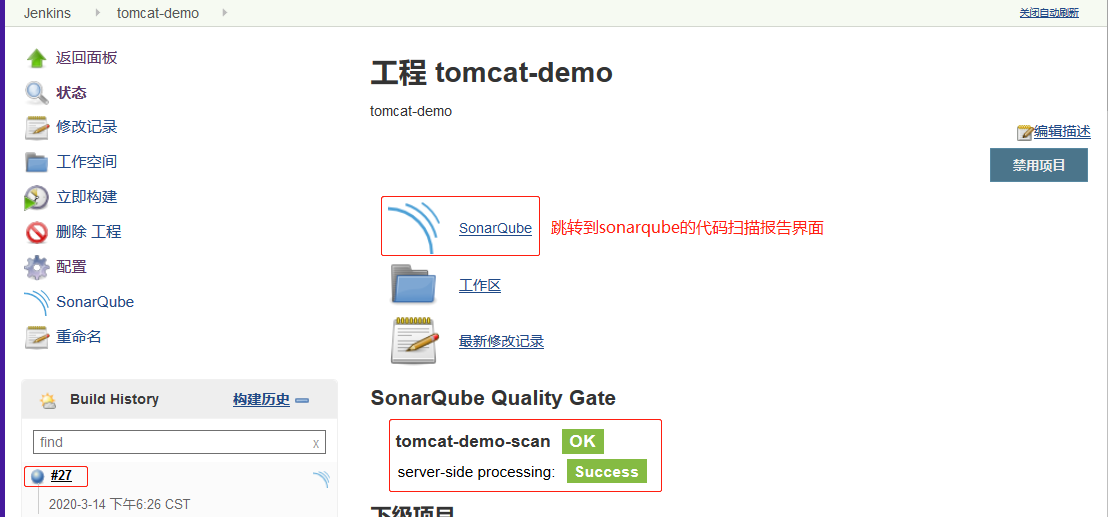 Jenkins tomcat-demo 关闭自动刷新
返回面板
状态
修改记录
工作空间
立即构建
删除 工程
配置
SonarQube
重命名
工程 tomcat-demo
tomcat-demo
编辑描述
禁用项目
SonarQube 跳转到sonarqube的代码扫描报告界面
工作区
最新修改记录
SonarQube Quality Gate
tomcat-demo-scan OK
server-side processing: Success
下级项目
Build History 构建历史
find x
#27
2020-3-14 下午6:26 CST